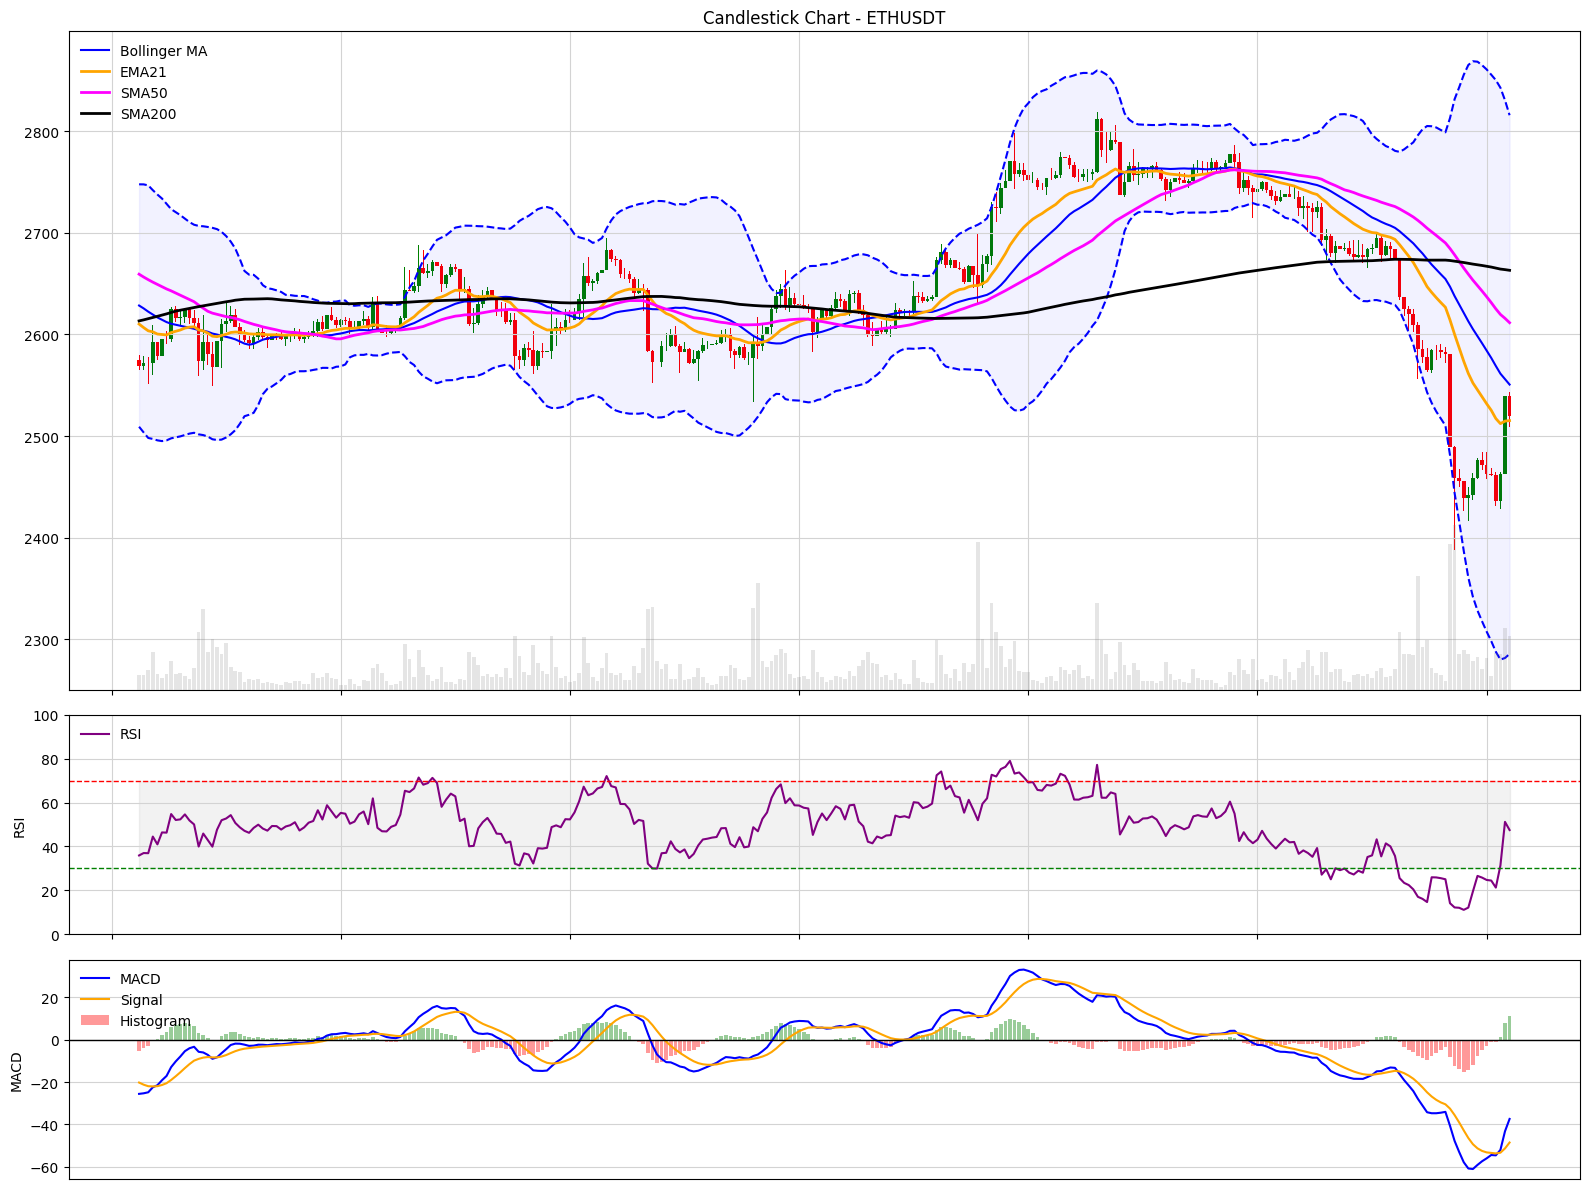 Candlestick Chart - ETHUSDT
Bollinger MA
EMA21
SMA50
SMA200
2800
2700
2600
2500
2400
2300
RSI
100
80
60
40
20
0
RSI
MACD
Signal
Histogram
20
0
−20
−40
−60
MACD